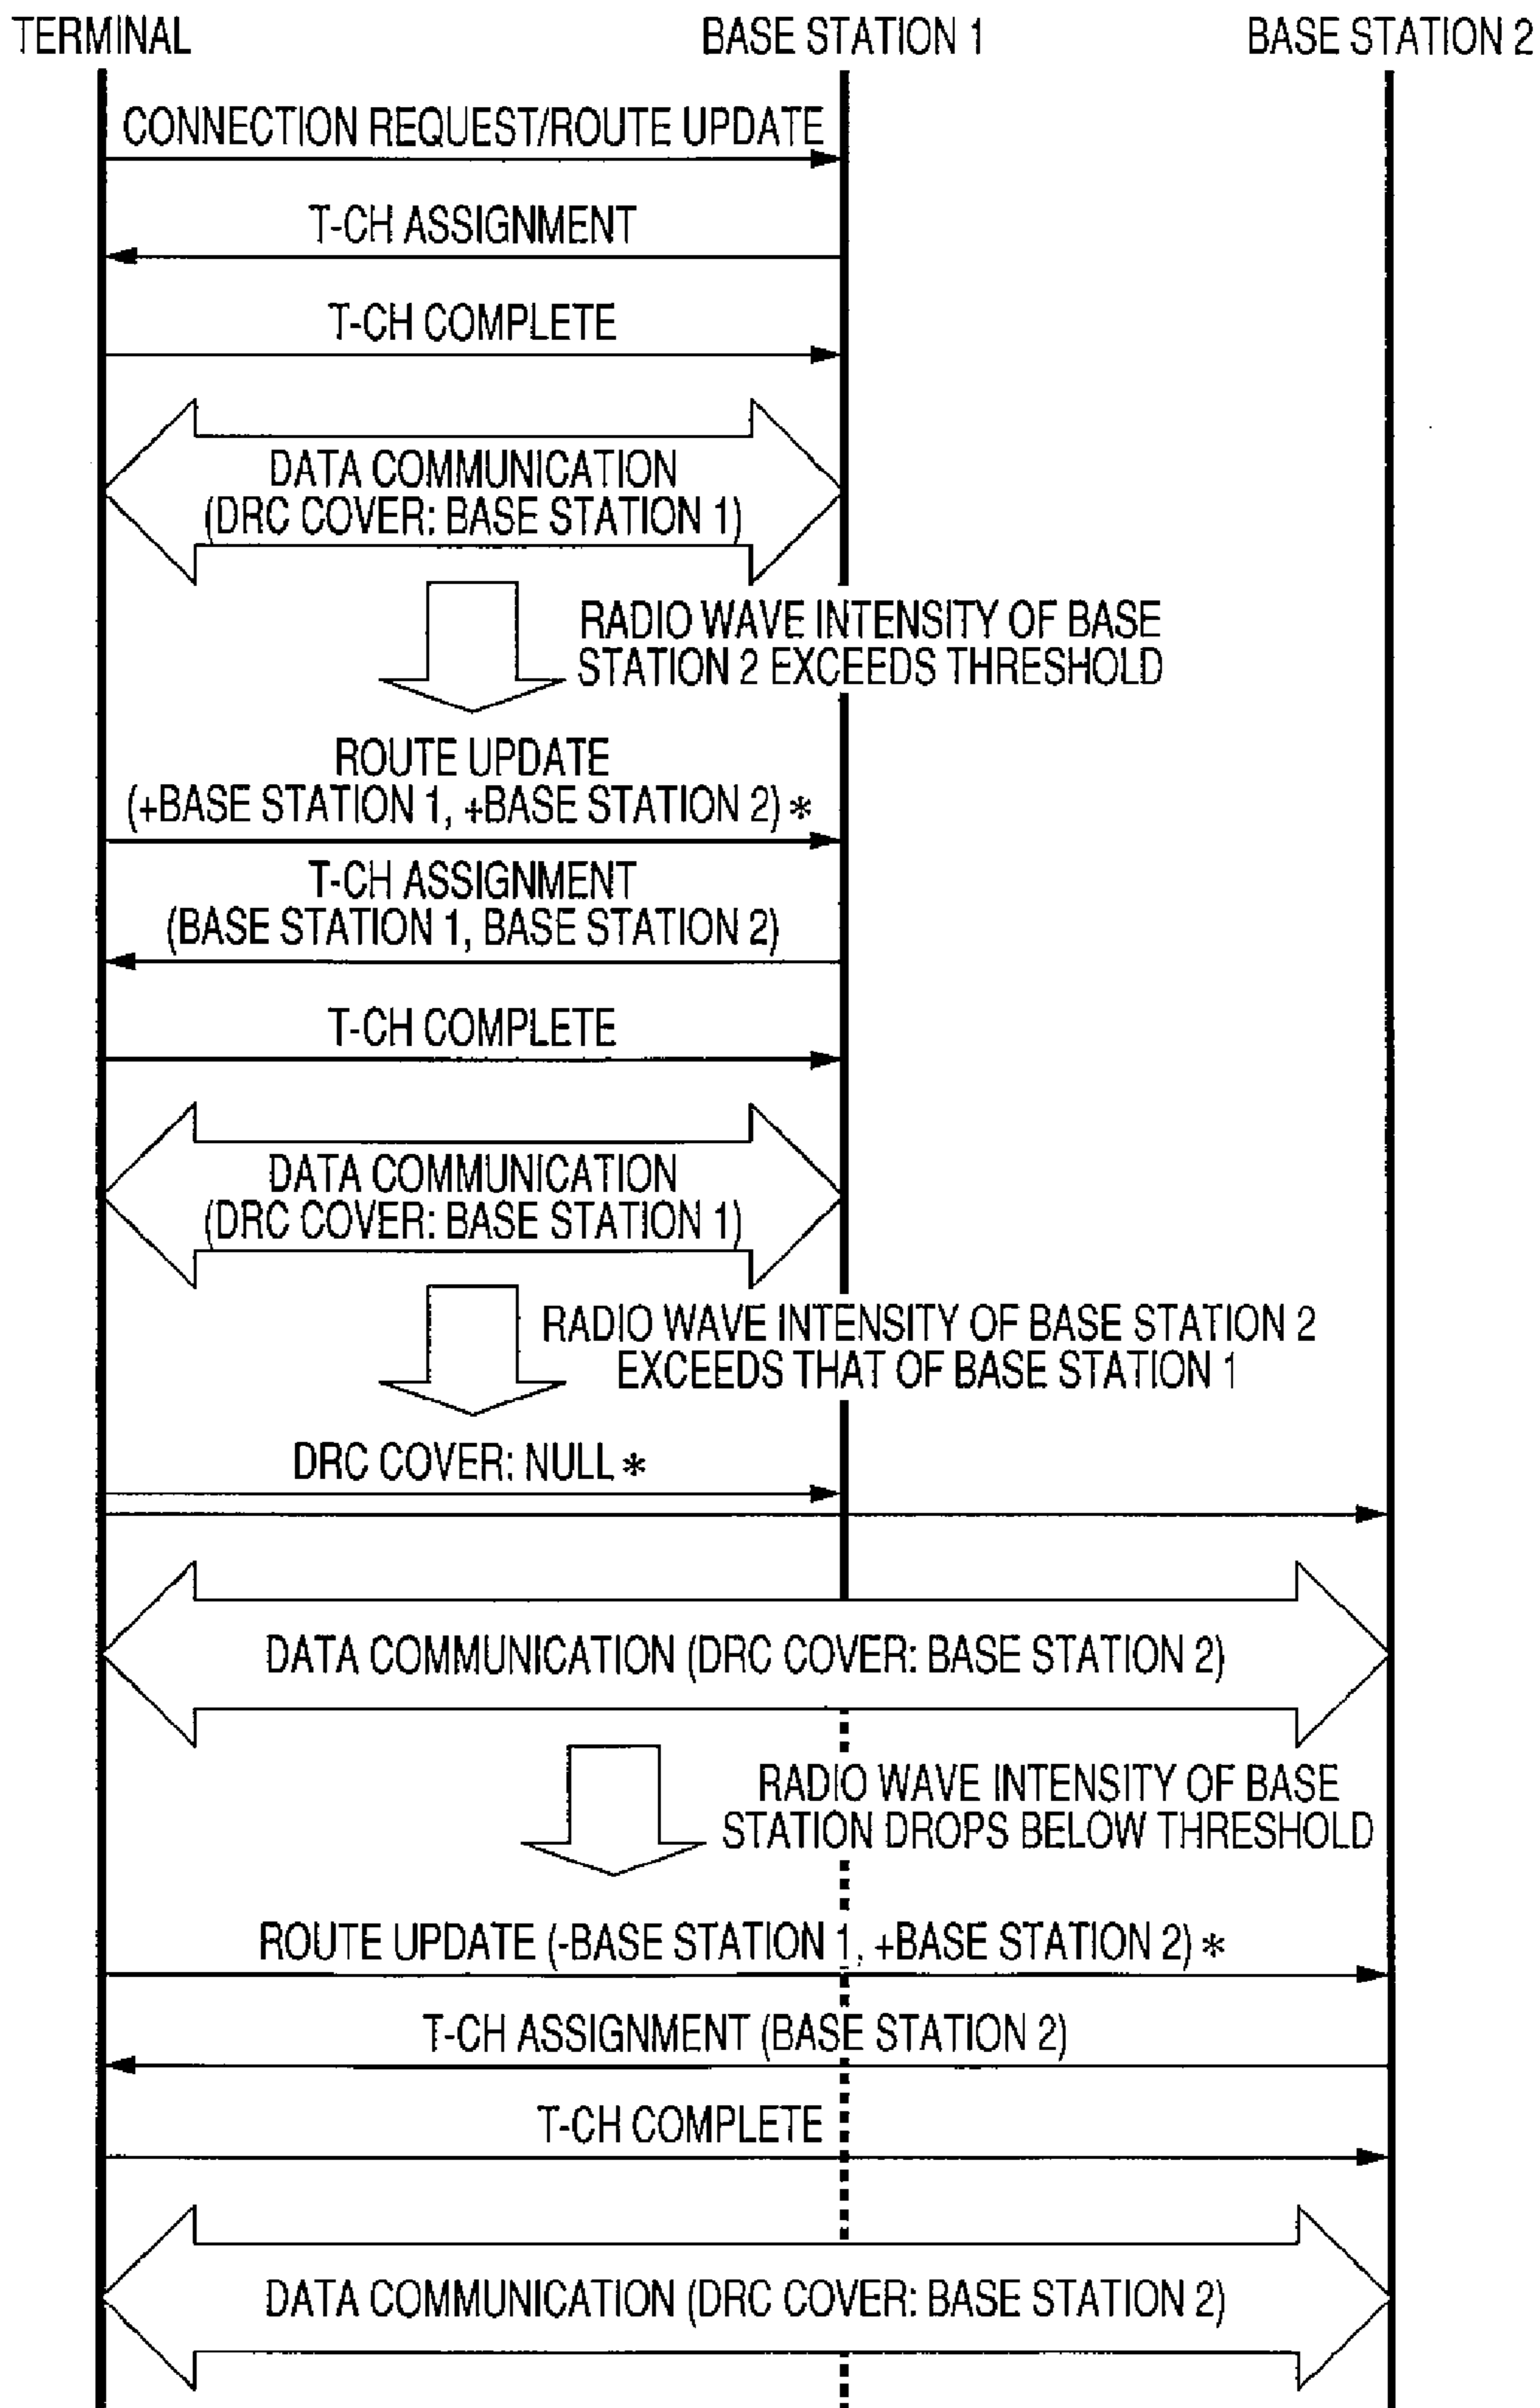 TERMINAL BASE STATION 1 BASE STATION 2
CONNECTION REQUEST/ROUTE UPDATE
T-CH ASSIGNMENT
T-CH COMPLETE
DATA COMMUNICATION
(DRC COVER: BASE STATION 1)
RADIO WAVE INTENSITY OF BASE
STATION 2 EXCEEDS THRESHOLD
ROUTE UPDATE
(+BASE STATION 1, +BASE STATION 2) *
T-CH ASSIGNMENT
(BASE STATION 1, BASE STATION 2)
T-CH COMPLETE
DATA COMMUNICATION
(DRC COVER: BASE STATION 1)
RADIO WAVE INTENSITY OF BASE STATION 2
EXCEEDS THAT OF BASE STATION 1
DRC COVER: NULL *
DATA COMMUNICATION (DRC COVER: BASE STATION 2)
RADIO WAVE INTENSITY OF BASE
STATION DROPS BELOW THRESHOLD
ROUTE UPDATE (-BASE STATION 1, +BASE STATION 2) *
T-CH ASSIGNMENT (BASE STATION 2)
T-CH COMPLETE
DATA COMMUNICATION (DRC COVER: BASE STATION 2)